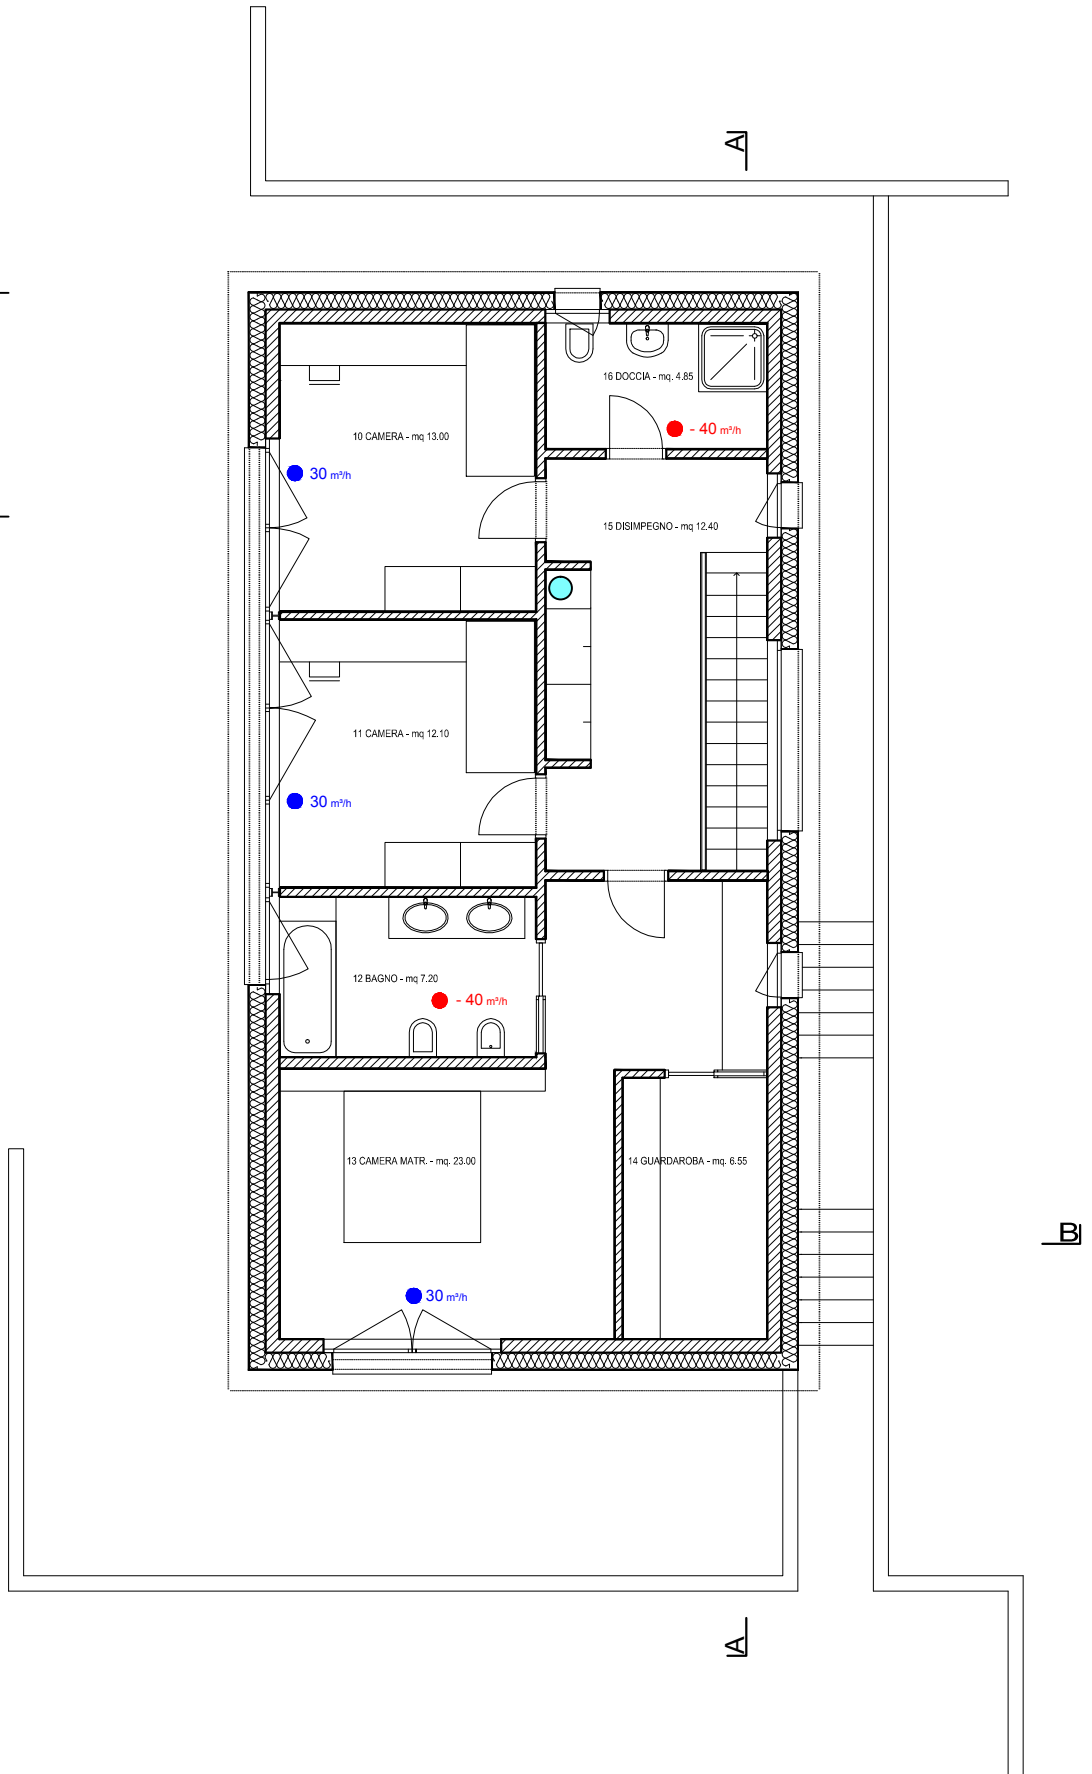 A
16 DOCCIA - mq. 4.85
- 40 m³/h
10 CAMERA - mq 13.00
30 m³/h
15 DISIMPEGNO - mq 12.40
11 CAMERA - mq 12.10
30 m³/h
12 BAGNO - mq 7.20
- 40 m³/h
13 CAMERA MATR. - mq. 23.00
14 GUARDAROBA - mq. 6.55
B
30 m³/h
A